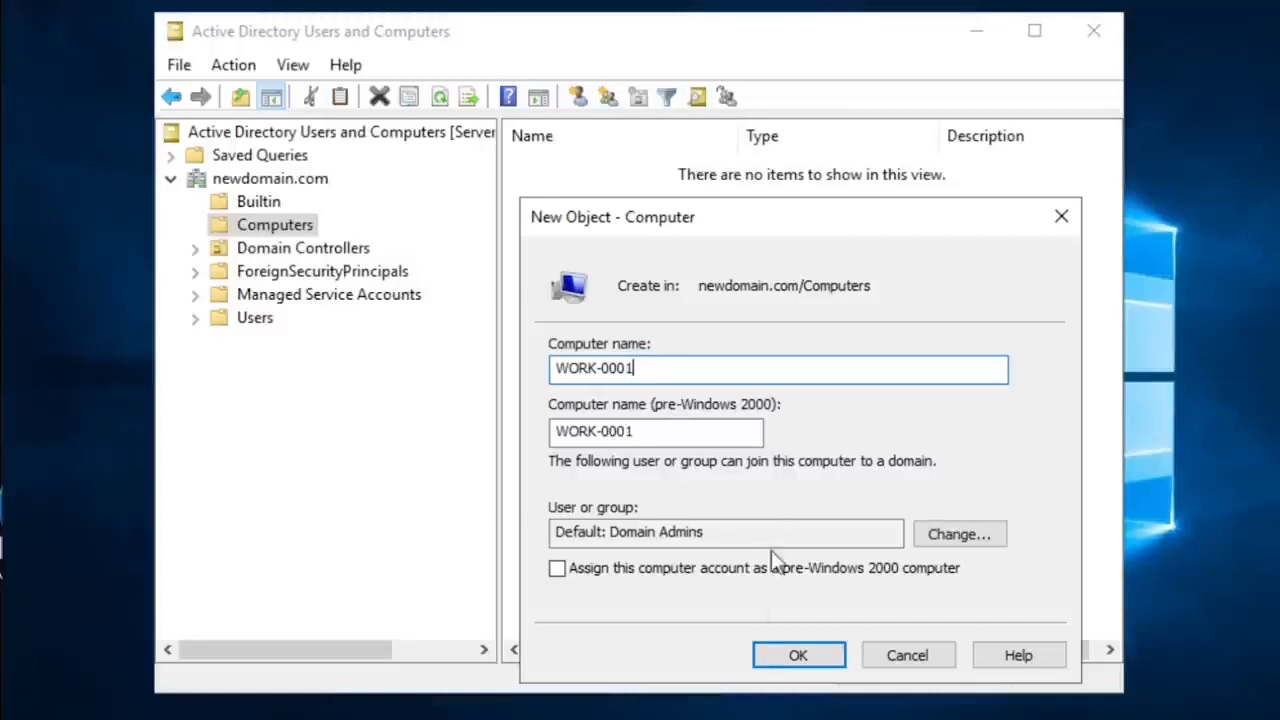 Active Directory Users and Computers
File Action View Help
Active Directory Users and Computers [Server
Saved Queries
newdomain.com
Builtin
Computers
Domain Controllers
ForeignSecurityPrincipals
Managed Service Accounts
Users
Name Type Description
There are no items to show in this view.
New Object - Computer
Create in: newdomain.com/Computers
Computer name:
WORK-0001
Computer name (pre-Windows 2000):
WORK-0001
The following user or group can join this computer to a domain.
User or group:
Default: Domain Admins
Change...
Assign this computer account as a pre-Windows 2000 computer
OK Cancel Help